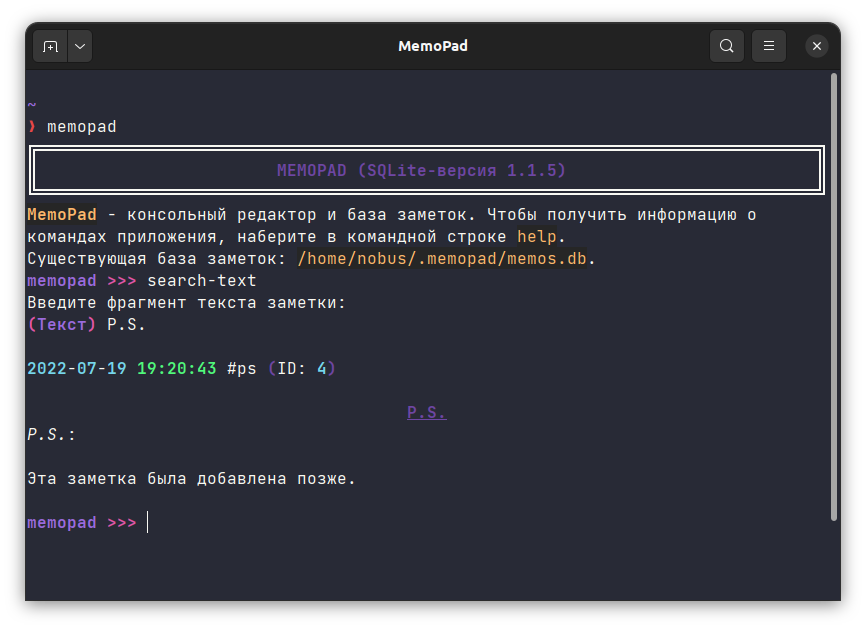 MemoPad
~
❯ memopad
MEMOPAD (SQLite-версия 1.1.5)
MemoPad - консольный редактор и база заметок. Чтобы получить информацию о
командах приложения, наберите в командной строке help.
Существующая база заметок: /home/nobus/.memopad/memos.db.
memopad >>> search-text
Введите фрагмент текста заметки:
(Текст) P.S.
2022-07-19 19:20:43 #ps (ID: 4)
P.S.
P.S.:
Эта заметка была добавлена позже.
memopad >>>